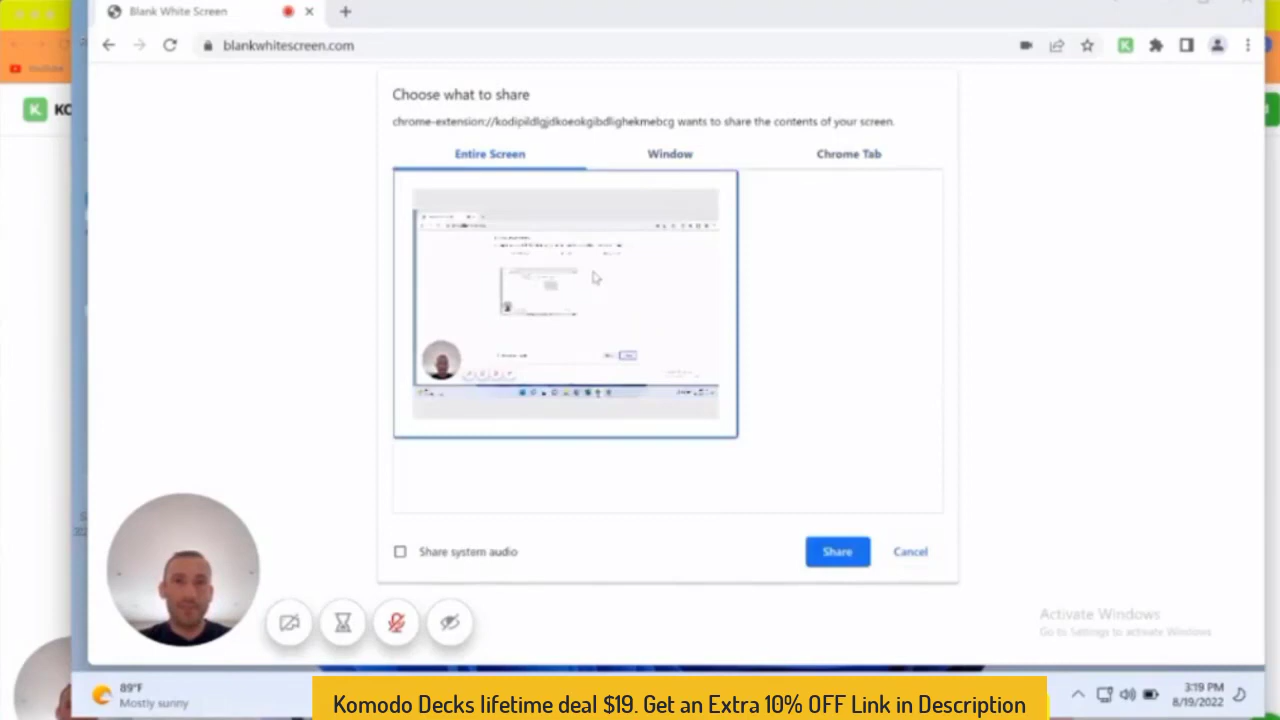 Blank White Screen
blankwhitescreen.com
YouTube
KO
Choose what to share
chrome-extension://kodipildlgjdkoeokgibdlighekmebcg wants to share the contents of your screen.
Entire Screen
Window
Chrome Tab
Share system audio
Share
Cancel
Activate Windows
Go to Settings to activate Windows.
89°F
Mostly sunny
3:19 PM
8/19/2022
Komodo Decks lifetime deal $19. Get an Extra 10% OFF Link in Description